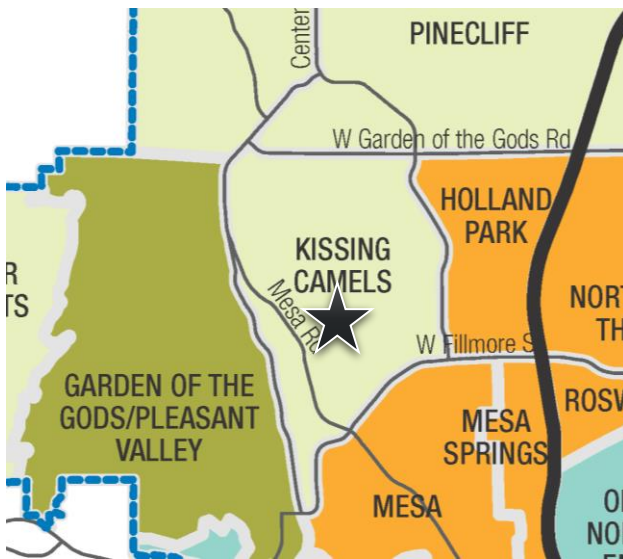 Center
PINECLIFF
W Garden of the Gods Rd
HOLLAND
PARK
KISSING
CAMELS
Mesa R
R
TS
NOR
TH
W Fillmore S
GARDEN OF THE
GODS/PLEASANT
VALLEY
MESA
SPRINGS
ROSW
MESA
O
NO